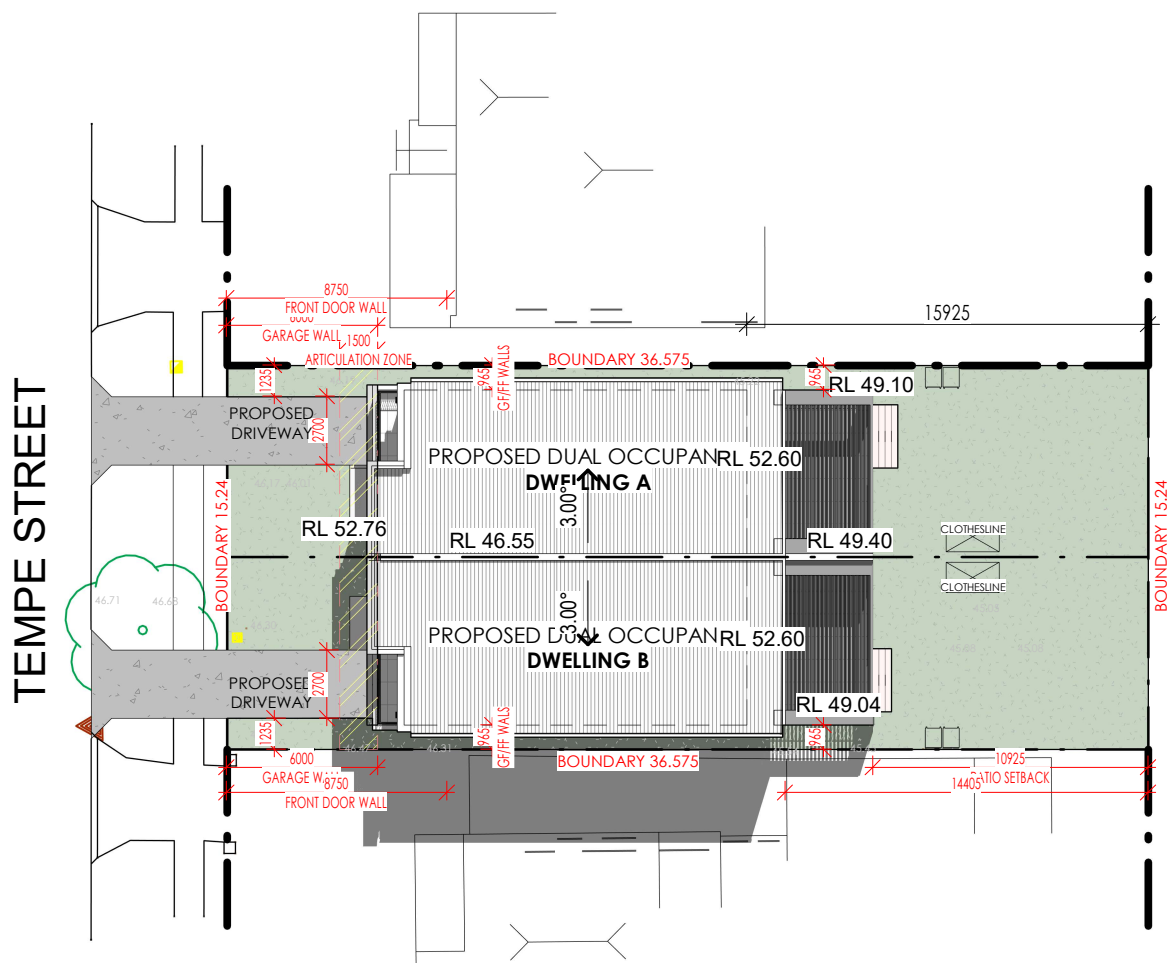 TEMPE STREET
8750
FRONT DOOR WALL
6000
GARAGE WALL
1500
ARTICULATION ZONE
15925
BOUNDARY 36.575
1235
965
GF/FF WALLS
965
RL 49.10
PROPOSED
DRIVEWAY
2700
PROPOSED DUAL OCCUPAN
RL 52.60
DWELLING A
3.00°
BOUNDARY 15.24
RL 52.76
RL 46.55
RL 49.40
CLOTHESLINE
CLOTHESLINE
BOUNDARY 15.24
46.71
46.68
3.00°
PROPOSED DUAL OCCUPAN
RL 52.60
DWELLING B
PROPOSED
DRIVEWAY
2700
RL 49.04
1235
46.31
965
GF/FF WALS
965
6000
BOUNDARY 36.575
10925
GARAGE W
8750
PATIO SETBACK
14405
FRONT DOOR WALL